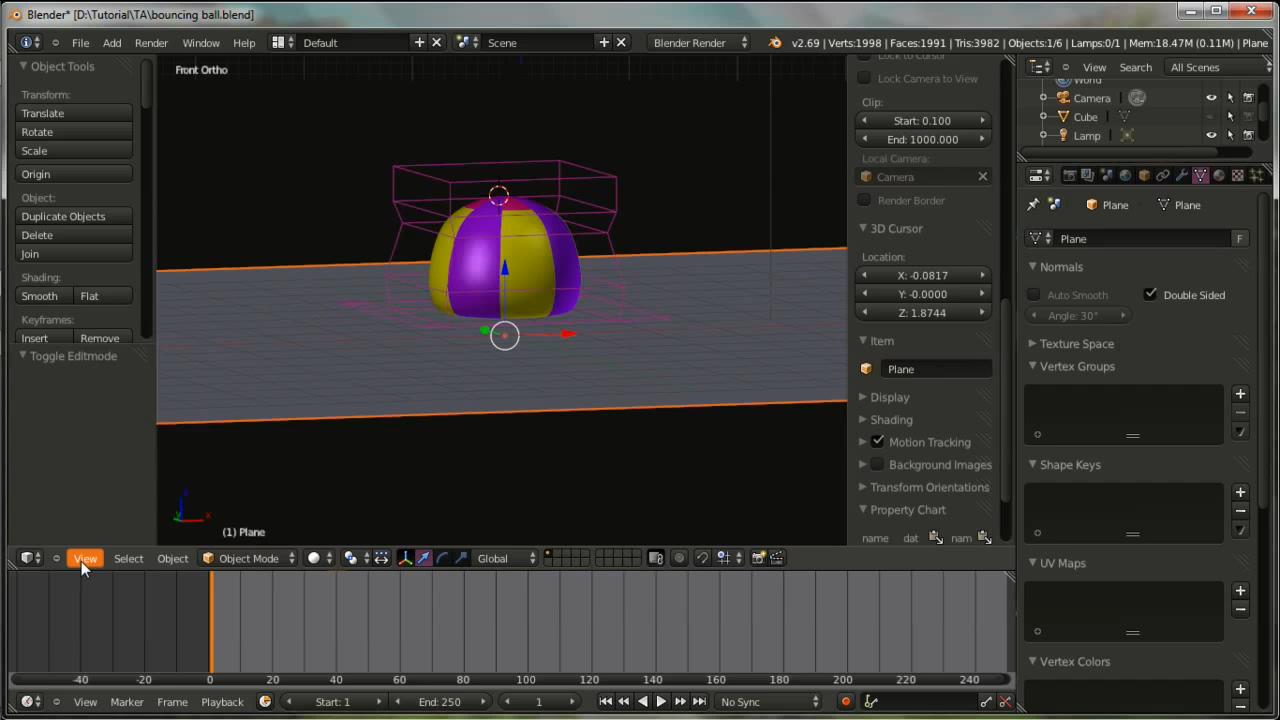 Blender* [D:\Tutorial\TA\bouncing ball.blend]
File Add Render Window Help Default Scene Blender Render v2.69 | Verts:1998 | Faces:1991 | Tris:3982 | Objects:1/6 | Lamps:0/1 | Mem:18.47M (0.11M) | Plane
Object Tools
Transform:
Translate
Rotate
Scale
Origin
Object:
Duplicate Objects
Delete
Join
Shading:
Smooth Flat
Keyframes:
Insert Remove
Toggle Editmode
Front Ortho
(1) Plane
Lock to Cursor
Lock Camera to View
Clip:
Start: 0.100
End: 1000.000
Local Camera:
Camera
Render Border
3D Cursor
Location:
X: -0.0817
Y: -0.0000
Z: 1.8744
Item
Plane
Display
Shading
Motion Tracking
Background Images
Transform Orientations
Property Chart
name dat nam
View Search All Scenes
World
Camera
Cube
Lamp
Plane Plane
Plane F
Normals
Auto Smooth Double Sided
Angle: 30°
Texture Space
Vertex Groups
Shape Keys
UV Maps
Vertex Colors
View Select Object Object Mode Global
-40 -20 0 20 40 60 80 100 120 140 160 180 200 220 240
View Marker Frame Playback Start: 1 End: 250 1 No Sync